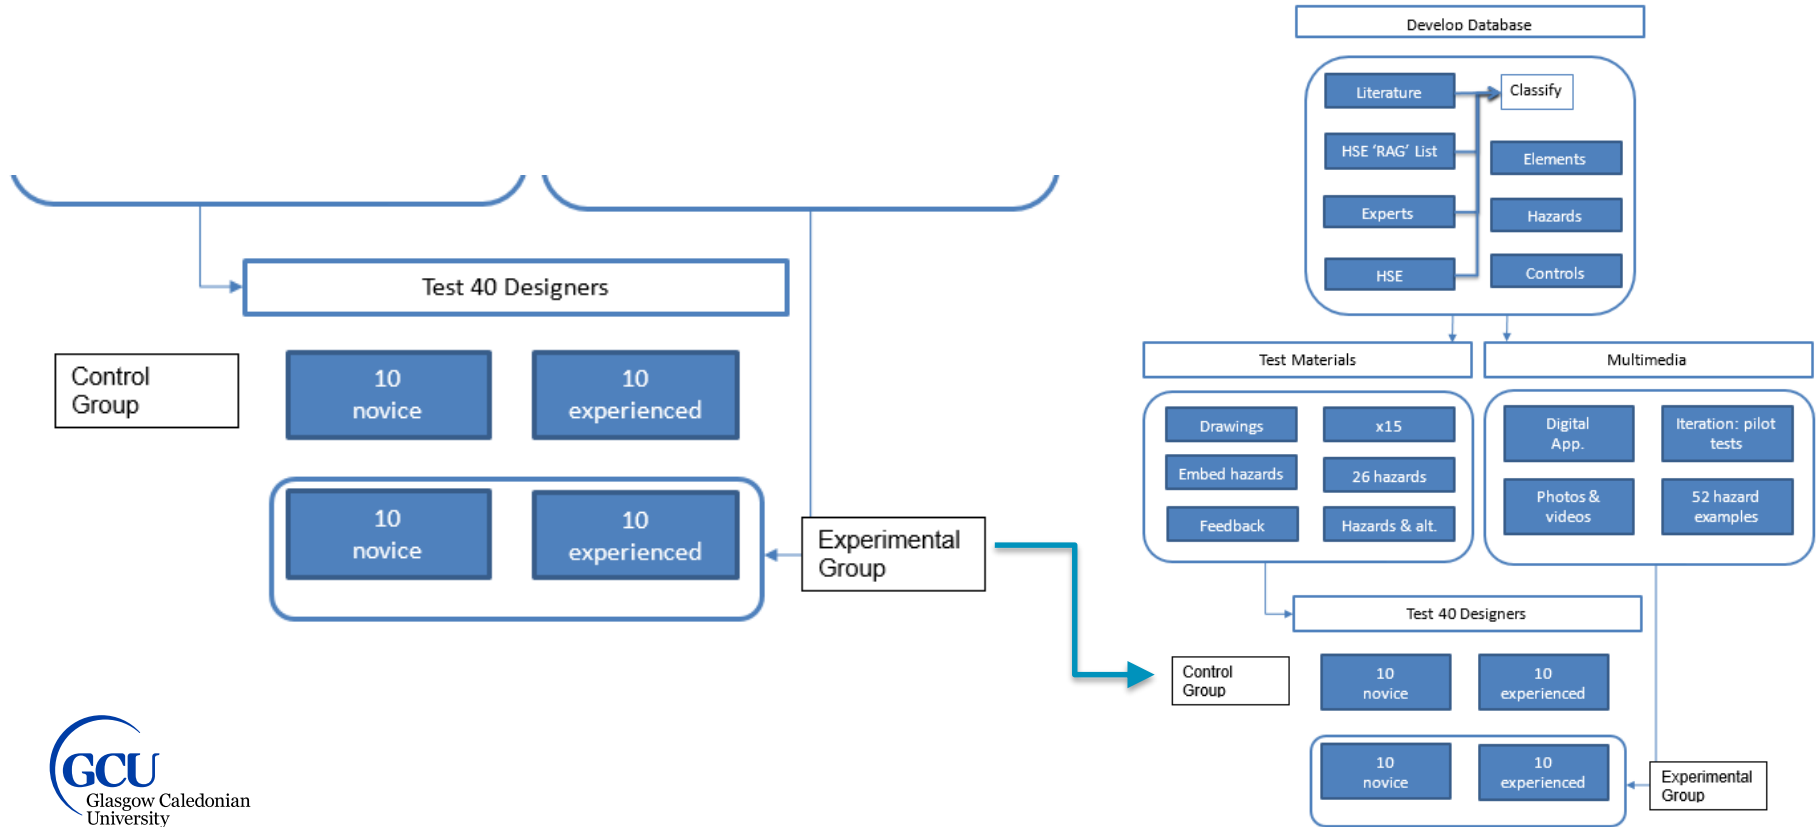 Test 40 Designers
Control
Group
10
novice
10
experienced
10
novice
10
experienced
Experimental
Group
GCU
Glasgow Caledonian
University
Develop Database
Literature
Classify
HSE ‘RAG’ List
Elements
Experts
Hazards
HSE
Controls
Test Materials
Multimedia
Drawings
x15
Embed hazards
26 hazards
Feedback
Hazards & alt.
Digital
App.
Iteration: pilot
tests
Photos &
videos
52 hazard
examples
Test 40 Designers
Control
Group
10
novice
10
experienced
10
novice
10
experienced
Experimental
Group